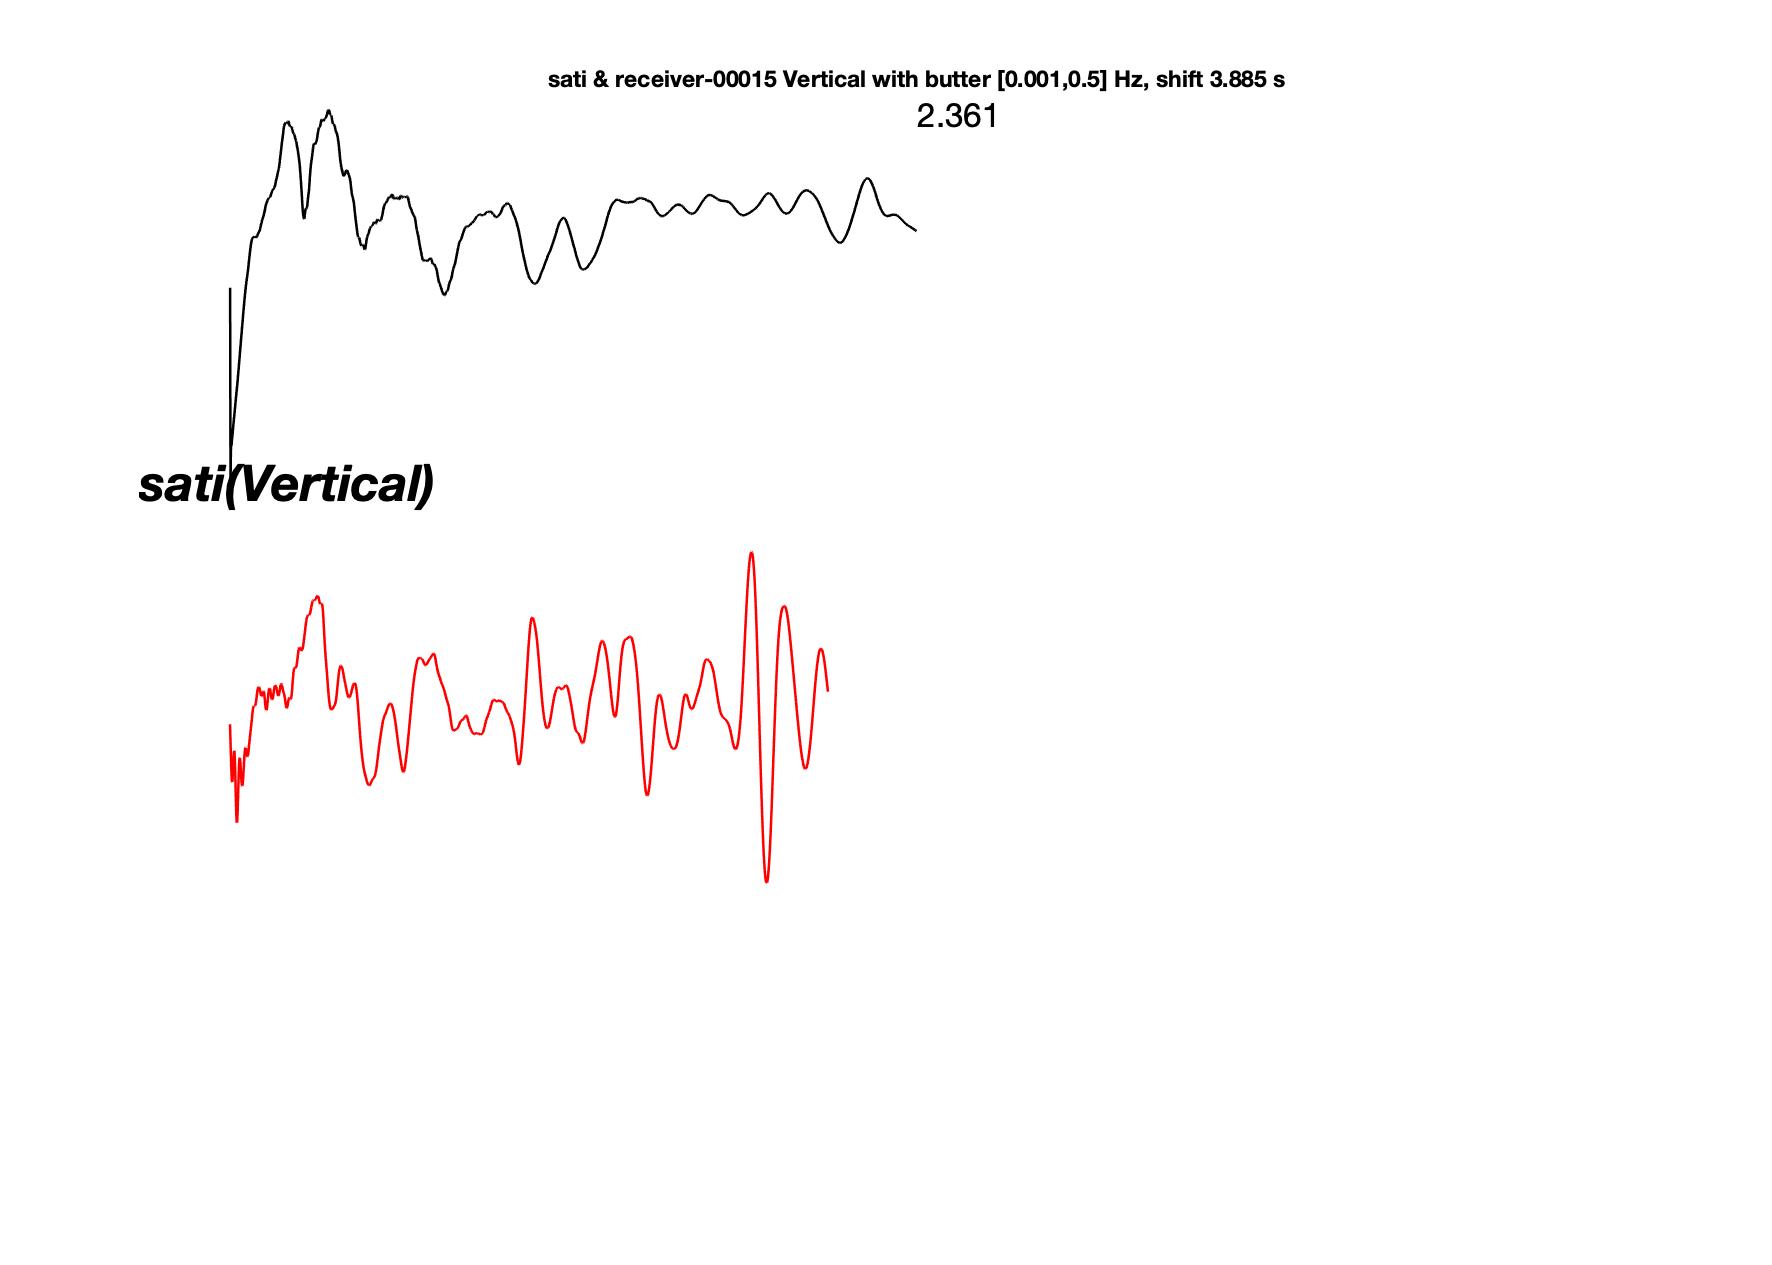 sati & receiver-00015 Vertical with butter [0.001,0.5] Hz, shift 3.885 s
2.361
sati(Vertical)